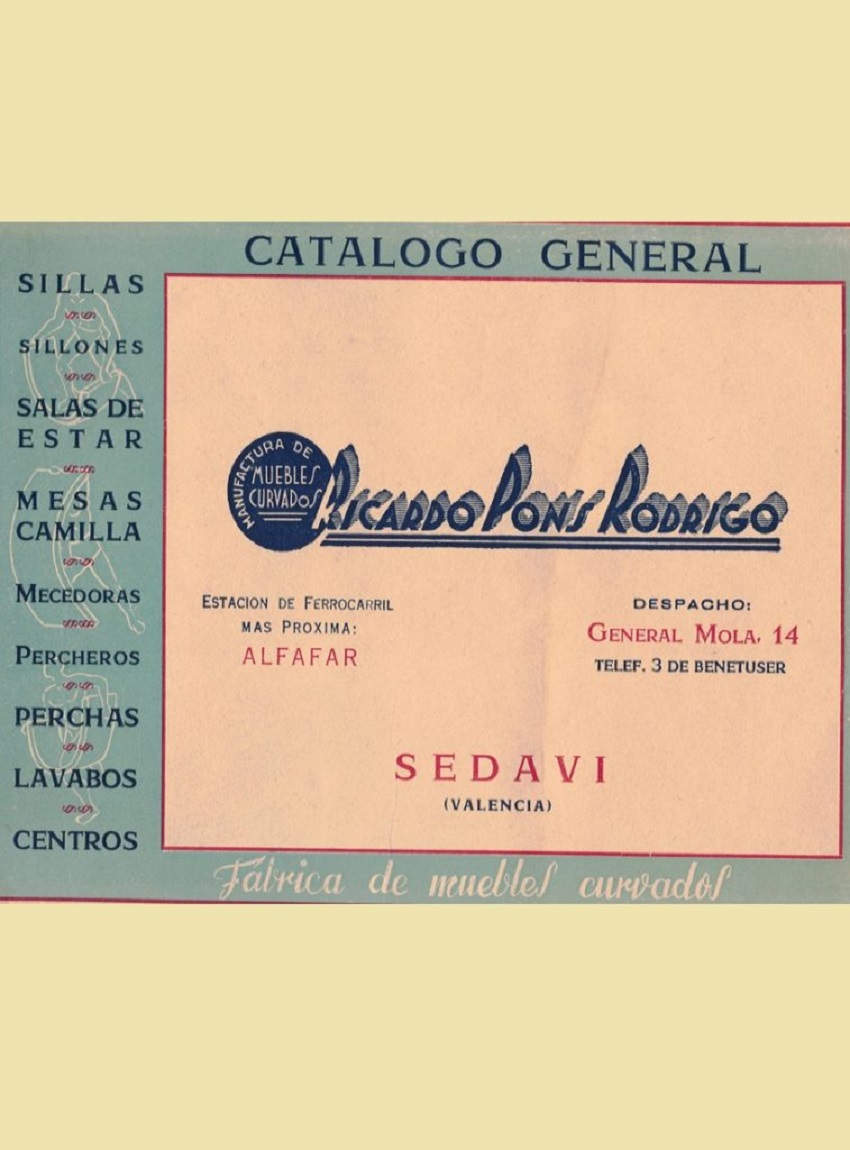 CATALOGO GENERAL
SILLAS
SILLONES
SALAS DE
ESTAR
MESAS
CAMILLA
MECEDORAS
PERCHEROS
PERCHAS
LAVABOS
CENTROS
MANUFACTURA DE
MUEBLES
CURVADOS
RICARDO PONS RODRIGO
ESTACION DE FERROCARRIL
MAS PROXIMA:
ALFAFAR
DESPACHO:
GENERAL MOLA, 14
TELEF. 3 DE BENETUSER
SEDAVI
(VALENCIA)
Fábrica de muebles curvados